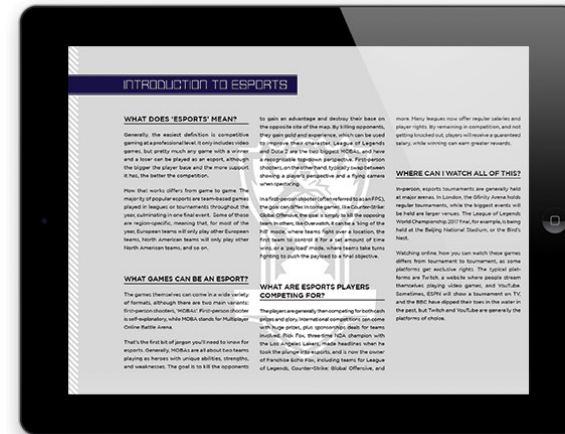 INTRODUCTION TO ESPORTS
WHAT DOES 'ESPORTS' MEAN?
Generally, the easiest definition is competitive
gaming at a professional level. It only includes video
games, but pretty much any game with a winner
and a loser can be played as an esport, although
the bigger the player base and the more support
it has, the better the competition.
How that works differs from game to game. The
majority of popular esports are team-based games
played in leagues or tournaments throughout the
year, culminating in one final event. Some of those
are region-specific, meaning that, for most of the
year, European teams will only play other European
teams, North American teams will only play other
North American teams, and so on.
WHAT GAMES CAN BE AN ESPORT?
The games themselves can come in a wide variety
of formats, although there are two main variants:
first-person shooters, 'MOBAs'. First-person shooter
is self-explanatory, while MOBA stands for Multiplayer
Online Battle Arena.
That's the first bit of jargon you'll need to know for
esports. Generally, MOBAs are all about two teams
playing as heroes with unique abilities, strengths,
and weaknesses. The goal is to kill the opponents
to gain an advantage and destroy their base on
the opposite site of the map. By killing opponents,
they gain gold and experience, which can be used
to improve their character. League of Legends
and Dota 2 are the two biggest MOBAs, and have
a recognisable top-down perspective. First-person
shooters, on the other hand, typically swap between
showing a player's perspective and a flying camera
when spectating.
In a first-person shooter (often referred to as an FPS),
the goal can differ. In some games, like Counter-Strike:
Global Offensive, the goal is simply to kill the opposing
team. In others, like Overwatch, it can be a 'king of the
hill' mode, where teams fight over a location, the
first team to control it for a set amount of time
wins, or a 'payload' mode, where teams take turns
fighting to push the payload to a final objective.
WHAT ARE ESPORTS PLAYERS
COMPETING FOR?
The players are generally then competing for both cash
prizes and glory. International competitions can come
with huge prizes, plus sponsorships deals for teams
involved. Rick Fox, three-time NDA champion with
the Los Angeles Lakers, made headlines when he
took the plunge into esports, and is now the owner
of Franchise Echo Fox, including teams for League
of Legends, Counter-Strike: Global Offensive, and
more. Many leagues now offer regular salaries and
player rights. By remaining in competition, and not
getting knocked out, players will receive a guaranteed
salary, while winning can earn greater rewards.
WHERE CAN I WATCH ALL OF THIS?
In-person, esports tournaments are generally held
at major arenas. In London, the Gfinity Arena holds
regular tournaments, while the biggest events will
be held are larger venues. The League of Legends
World Championship 2017 final, for example, is being
held at the Beijing National Stadium, or the Bird's
Nest.
Watching online, how you can watch these games
differs from tournament to tournament, as some
platforms get exclusive rights. The typical plat-
forms are Twitch, a website where people stream
themselves playing video games, and YouTube.
Sometimes, ESPN will show a tournament on TV,
and the BBC have dipped their toes in the water in
the past, but Twitch and YouTube are generally the
platforms of choice.